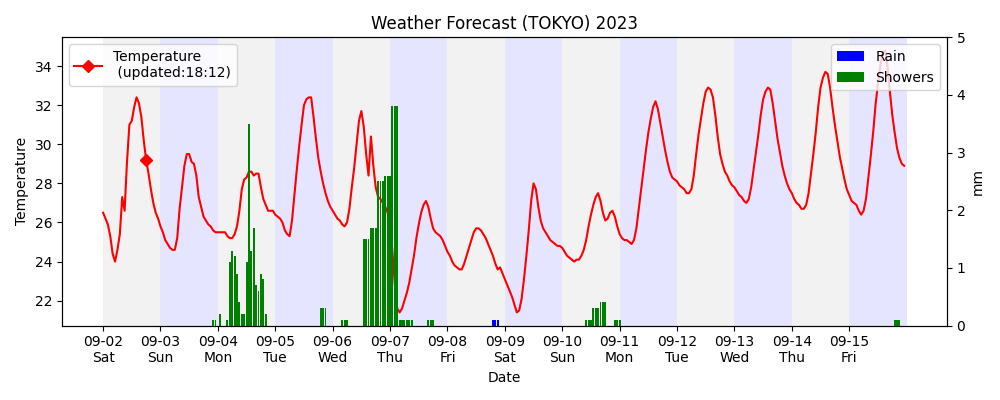 Weather Forecast (TOKYO) 2023
Temperature
(updated:18:12)
Rain
Showers
Temperature
34
32
30
28
26
24
22
5
4
3
2
1
0
mm
09-02 09-03 09-04 09-05 09-06 09-07 09-08 09-09 09-10 09-11 09-12 09-13 09-14 09-15
Sat Sun Mon Tue Wed Thu Fri Sat Sun Mon Tue Wed Thu Fri
Date